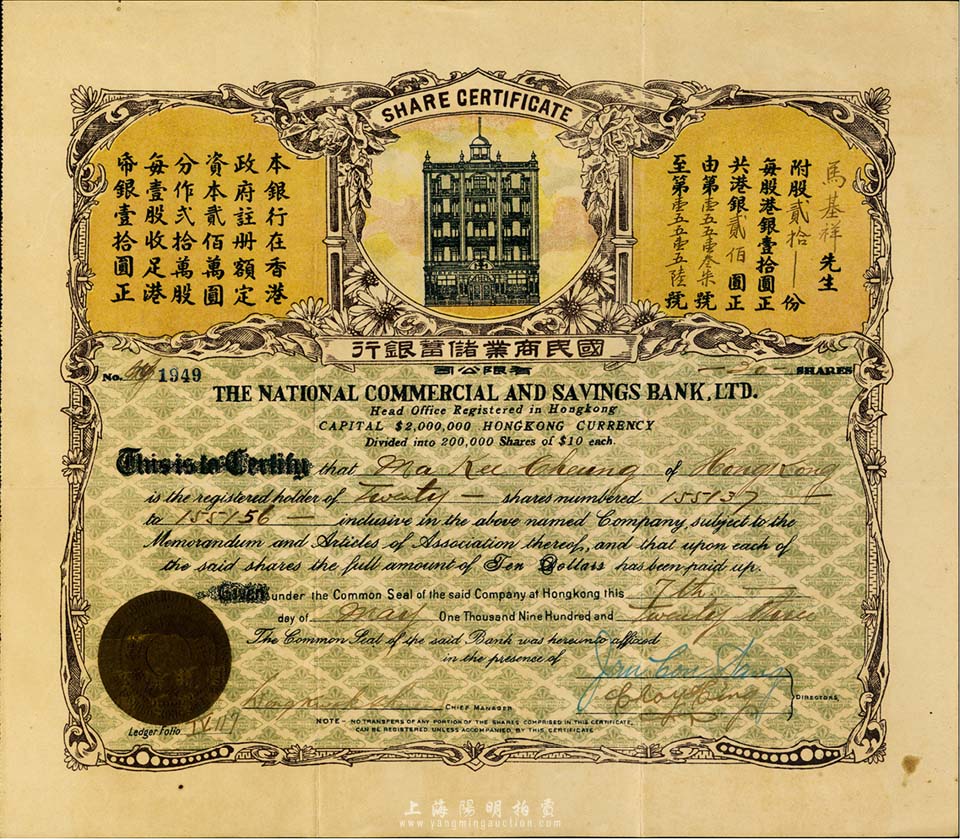 SHARE CERTIFICATE
馬基祥先生
附股貳拾—份
每股港銀壹拾圓正
共港銀貳佰圓正
由第壹五五壹叁柒號
至第壹五五壹五陸號
本銀行在香港
政府註册額定
資本貳佰萬圓
分作弍拾萬股
每壹股收足港
帝銀壹拾圓正
行銀蓄儲業商民國
司公限有
No. 1949
—20— SHARES
THE NATIONAL COMMERCIAL AND SAVINGS BANK, LTD.
Head Office Registered in Hongkong
CAPITAL $2,000,000 HONGKONG CURRENCY
Divided into 200,000 Shares of $10 each.
This is to Certify that Ma Kee Cheung of Hongkong
is the registered holder of Twenty — shares numbered 155137 —
to 155156 — inclusive in the above named Company, subject to the
Memorandum and Articles of Association thereof, and that upon each of
the said shares the full amount of Ten Dollars has been paid up.
Given under the Common Seal of the said Company at Hongkong this 7th
day of May One Thousand Nine Hundred and Twenty three
The Common Seal of the said Bank was hereunto affixed
in the presence of
DIRECTORS,
CHIEF MANAGER
NOTE - NO TRANSFERS OF ANY PORTION OF THE SHARES COMPRISED IN THIS CERTIFICATE,
CAN BE REGISTERED UNLESS ACCOMPANIED BY THIS CERTIFICATE
Ledger folio IV 117
上海陽明拍賣
www.yangmingauction.com